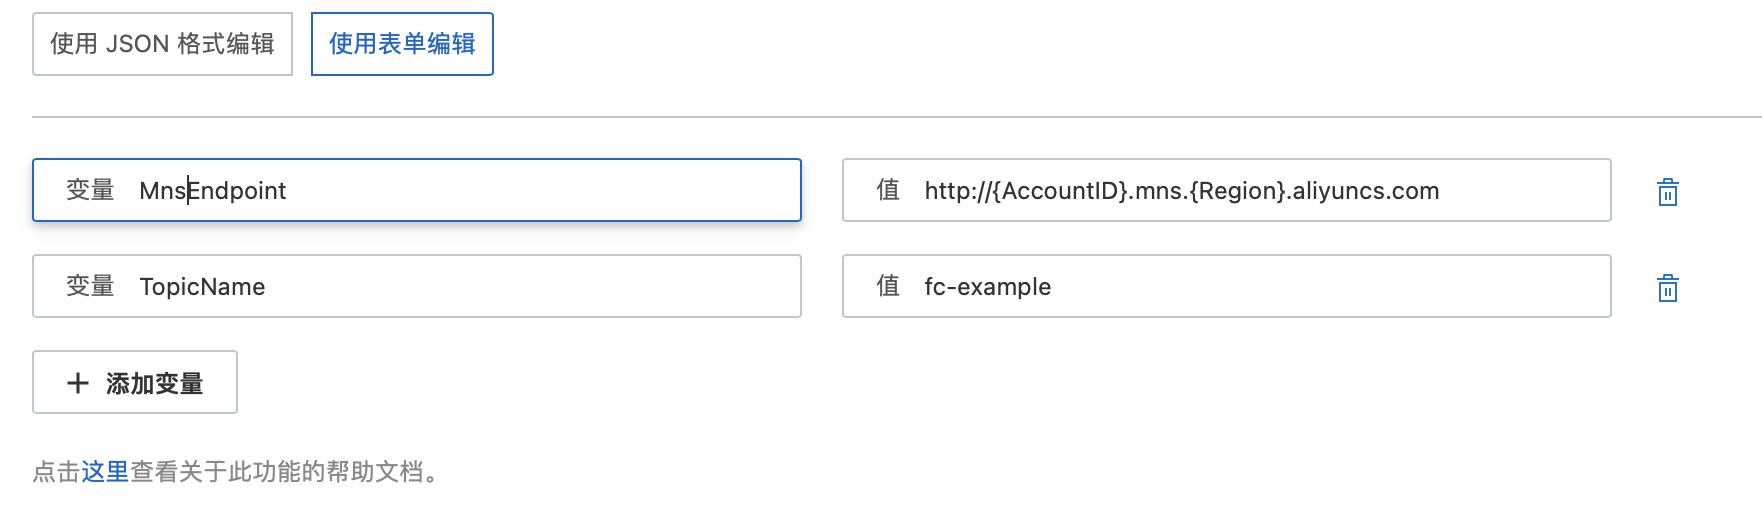 使用 JSON 格式编辑 使用表单编辑
变量 MnsEndpoint 值 http://{AccountID}.mns.{Region}.aliyuncs.com
变量 TopicName 值 fc-example
+ 添加变量
点击这里查看关于此功能的帮助文档。